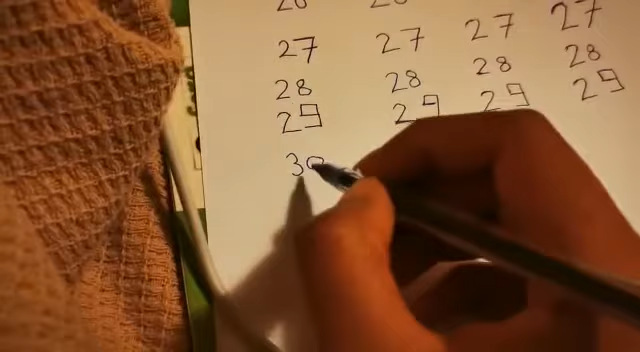 27 27 27 27
28 28 28 28
29 29 29 29
30